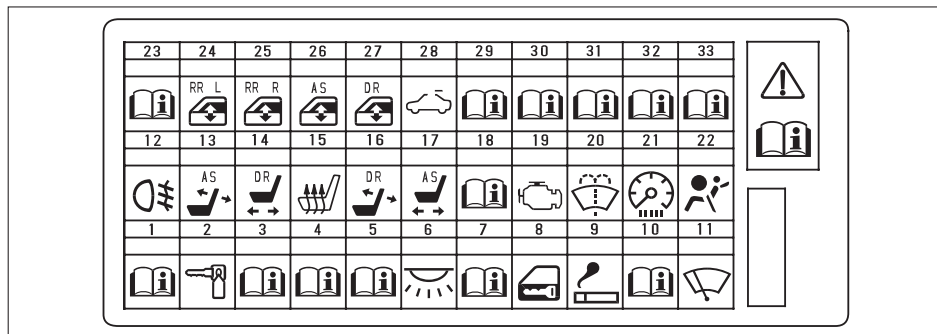 23 24 25 26 27 28 29 30 31 32 33
RR L RR R AS DR
12 13 14 15 16 17 18 19 20 21 22
AS DR DR AS
1 2 3 4 5 6 7 8 9 10 11